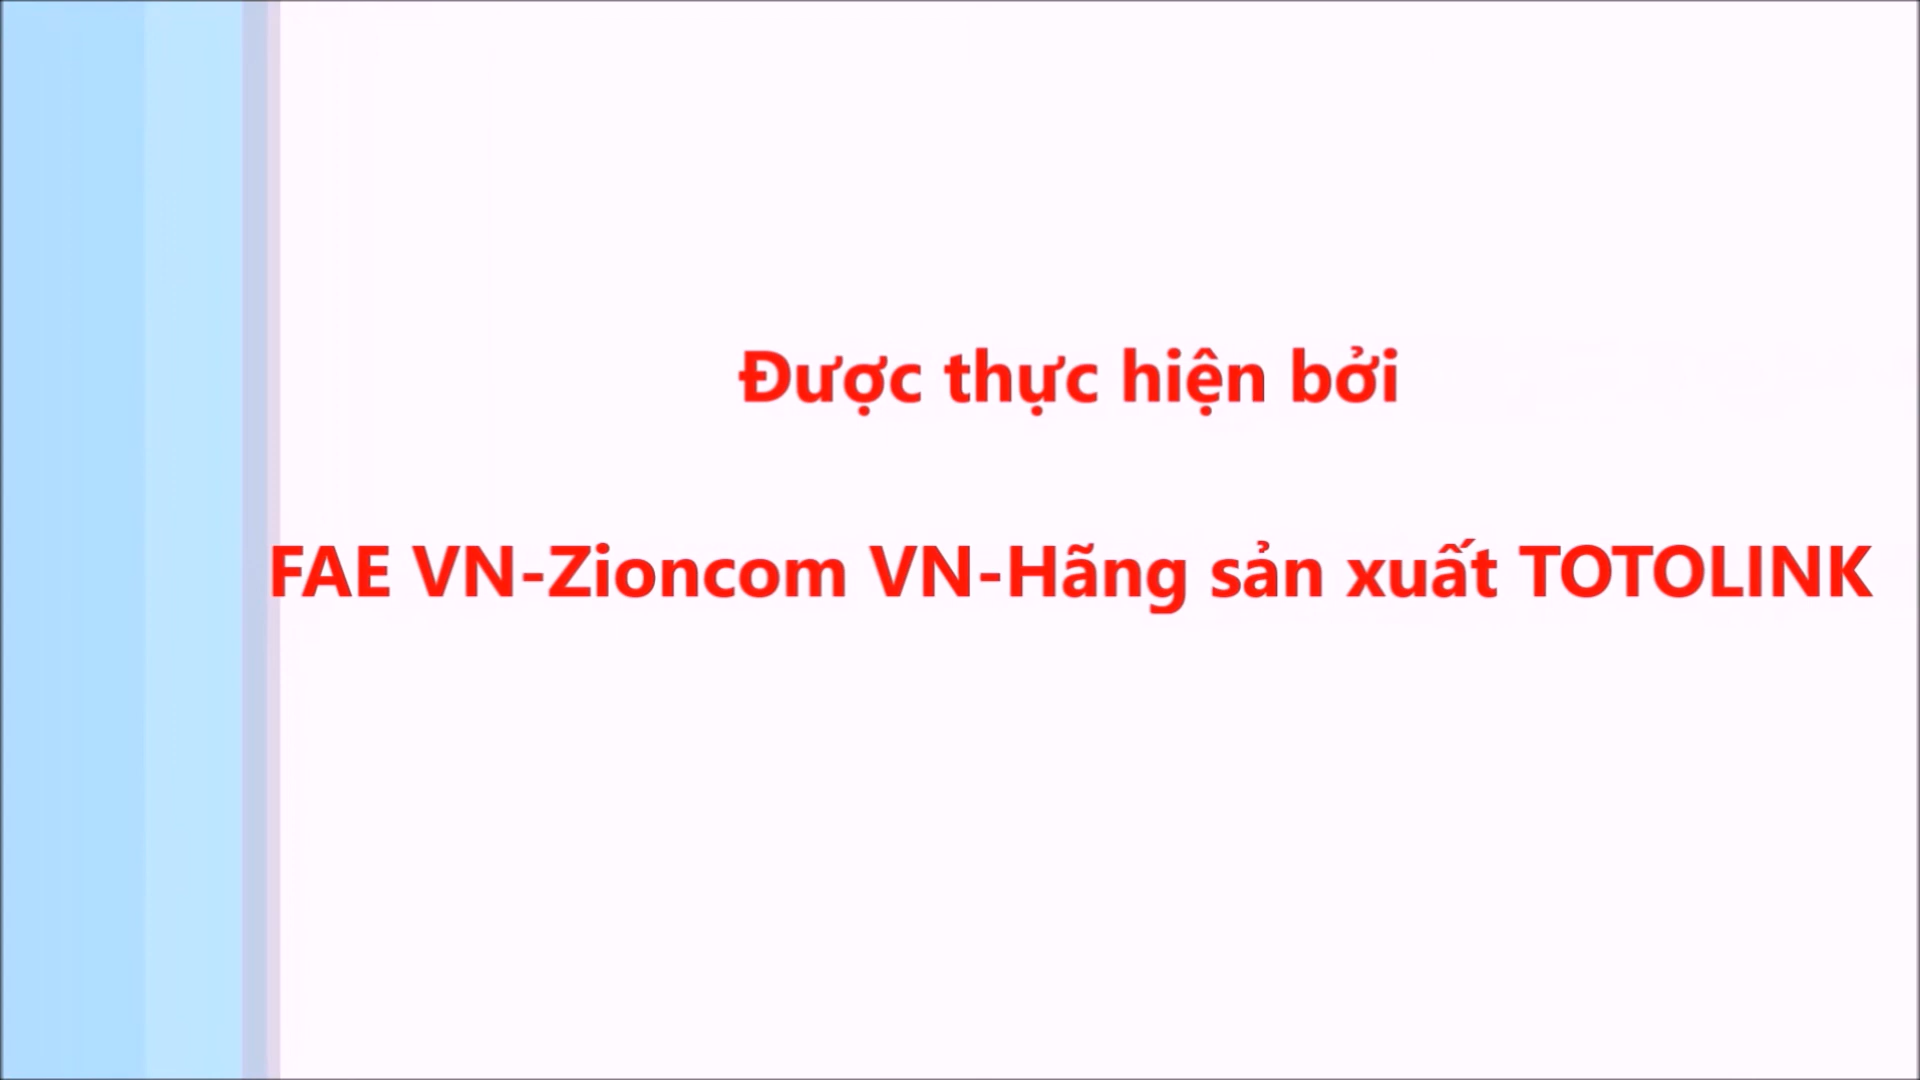 Được thực hiện bởi
FAE VN-Zioncom VN-Hãng sản xuất TOTOLINK